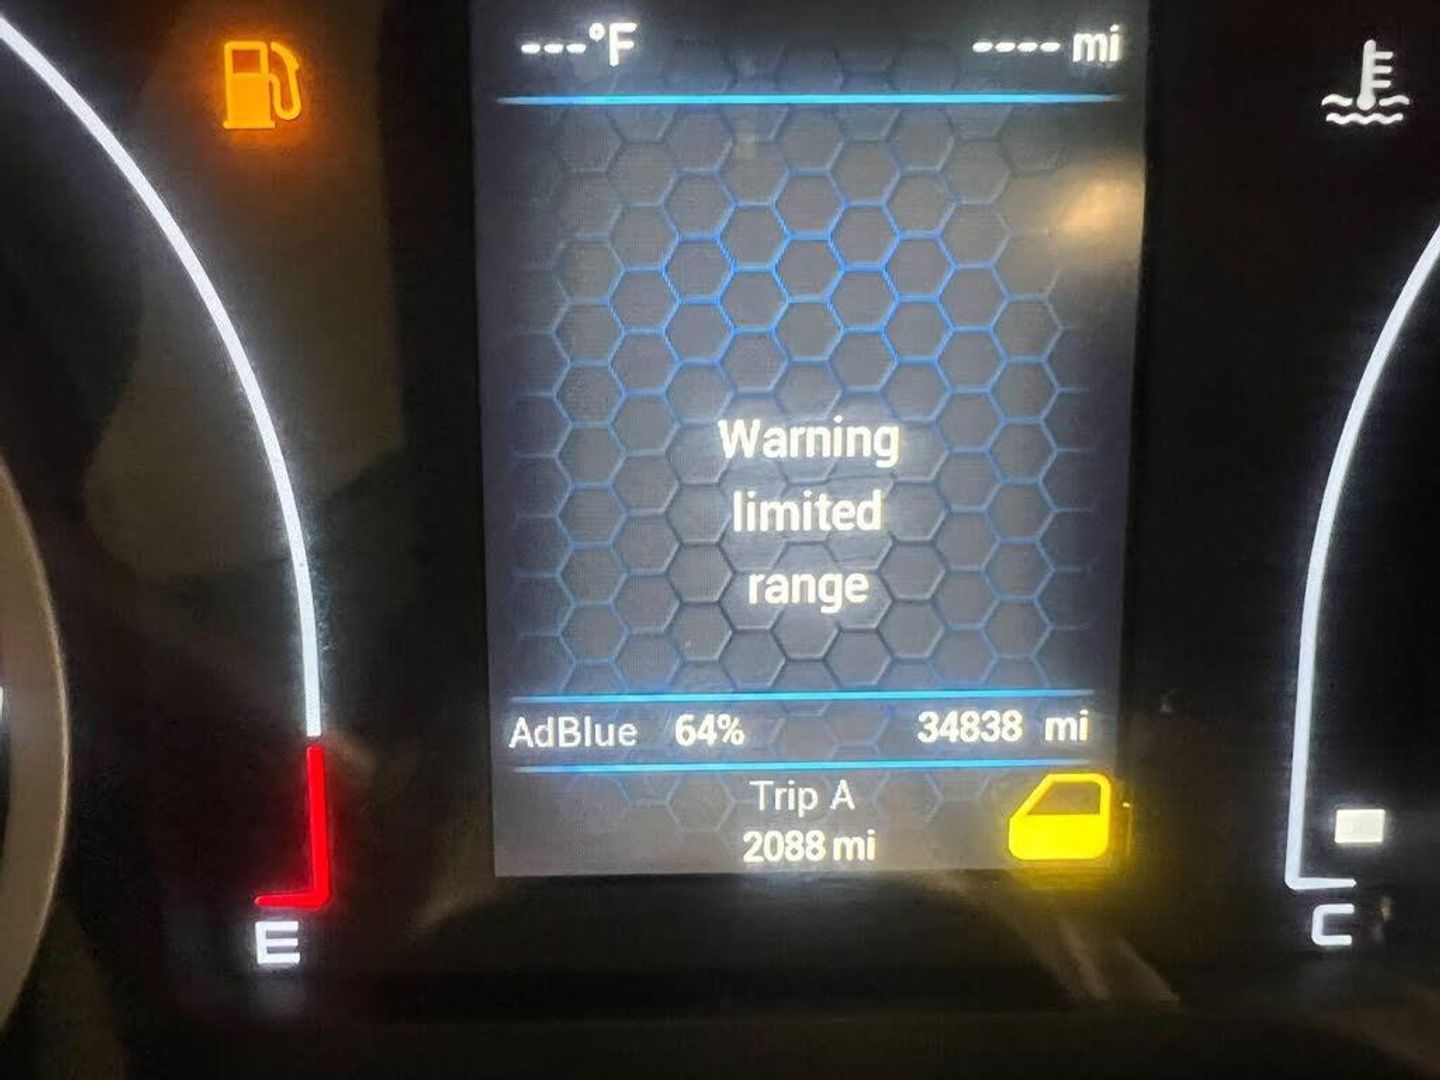 ---°F ---- mi
Warning
limited
range
AdBlue 64% 34838 mi
Trip A
2088 mi
E
C